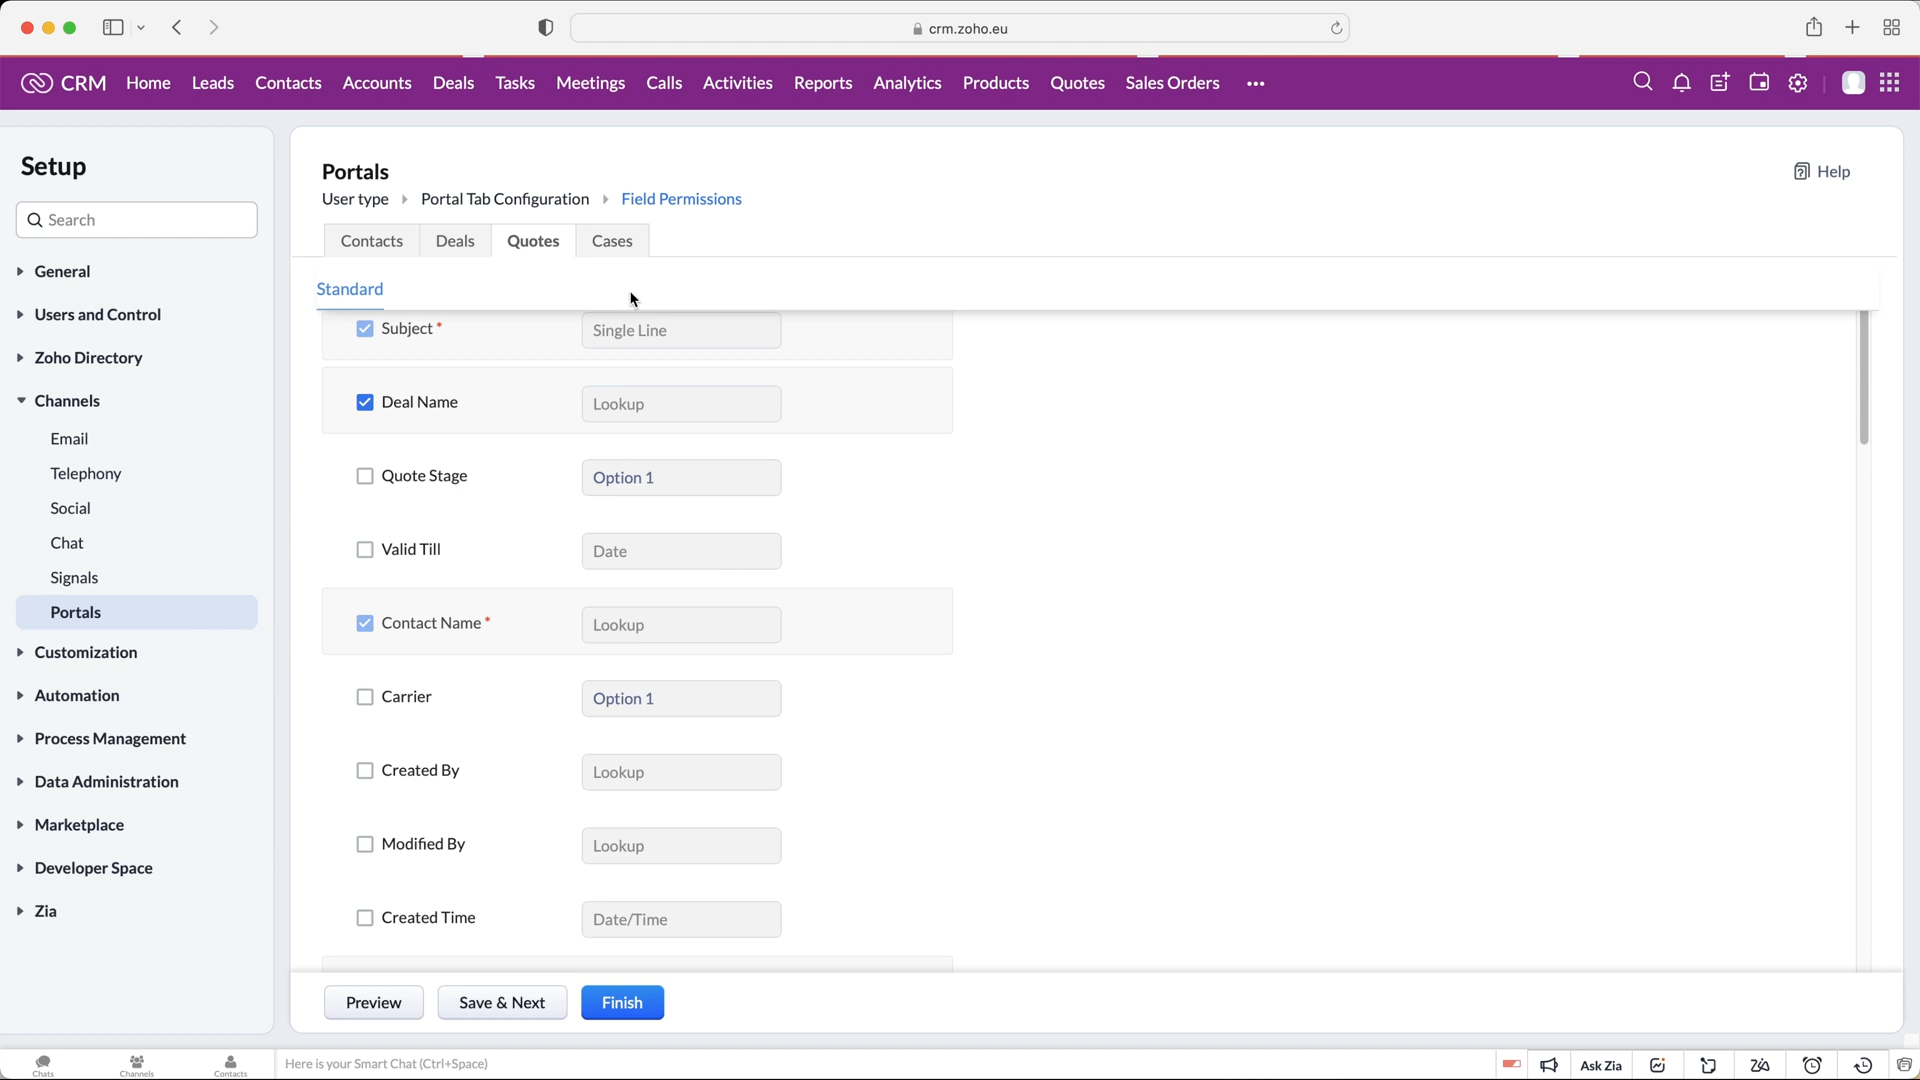 crm.zoho.eu
CRM Home Leads Contacts Accounts Deals Tasks Meetings Calls Activities Reports Analytics Products Quotes Sales Orders
Setup
Search
General
Users and Control
Zoho Directory
Channels
Email
Telephony
Social
Chat
Signals
Portals
Customization
Automation
Process Management
Data Administration
Marketplace
Developer Space
Zia
Portals
Help
User type Portal Tab Configuration Field Permissions
Contacts Deals Quotes Cases
Standard
Subject * Single Line
Deal Name Lookup
Quote Stage Option 1
Valid Till Date
Contact Name * Lookup
Carrier Option 1
Created By Lookup
Modified By Lookup
Created Time Date/Time
Preview Save & Next Finish
Chats Channels Contacts Here is your Smart Chat (Ctrl+Space) Ask Zia